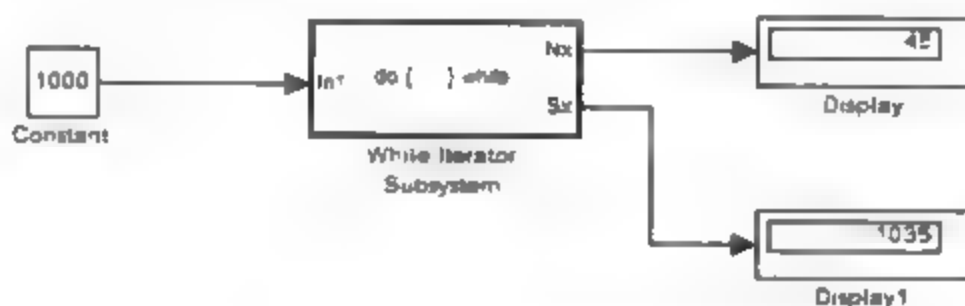 1000
Constant
In1
do { } while
Nx
Sx
While Iterator
Subsystem
45
Display
1035
Display1